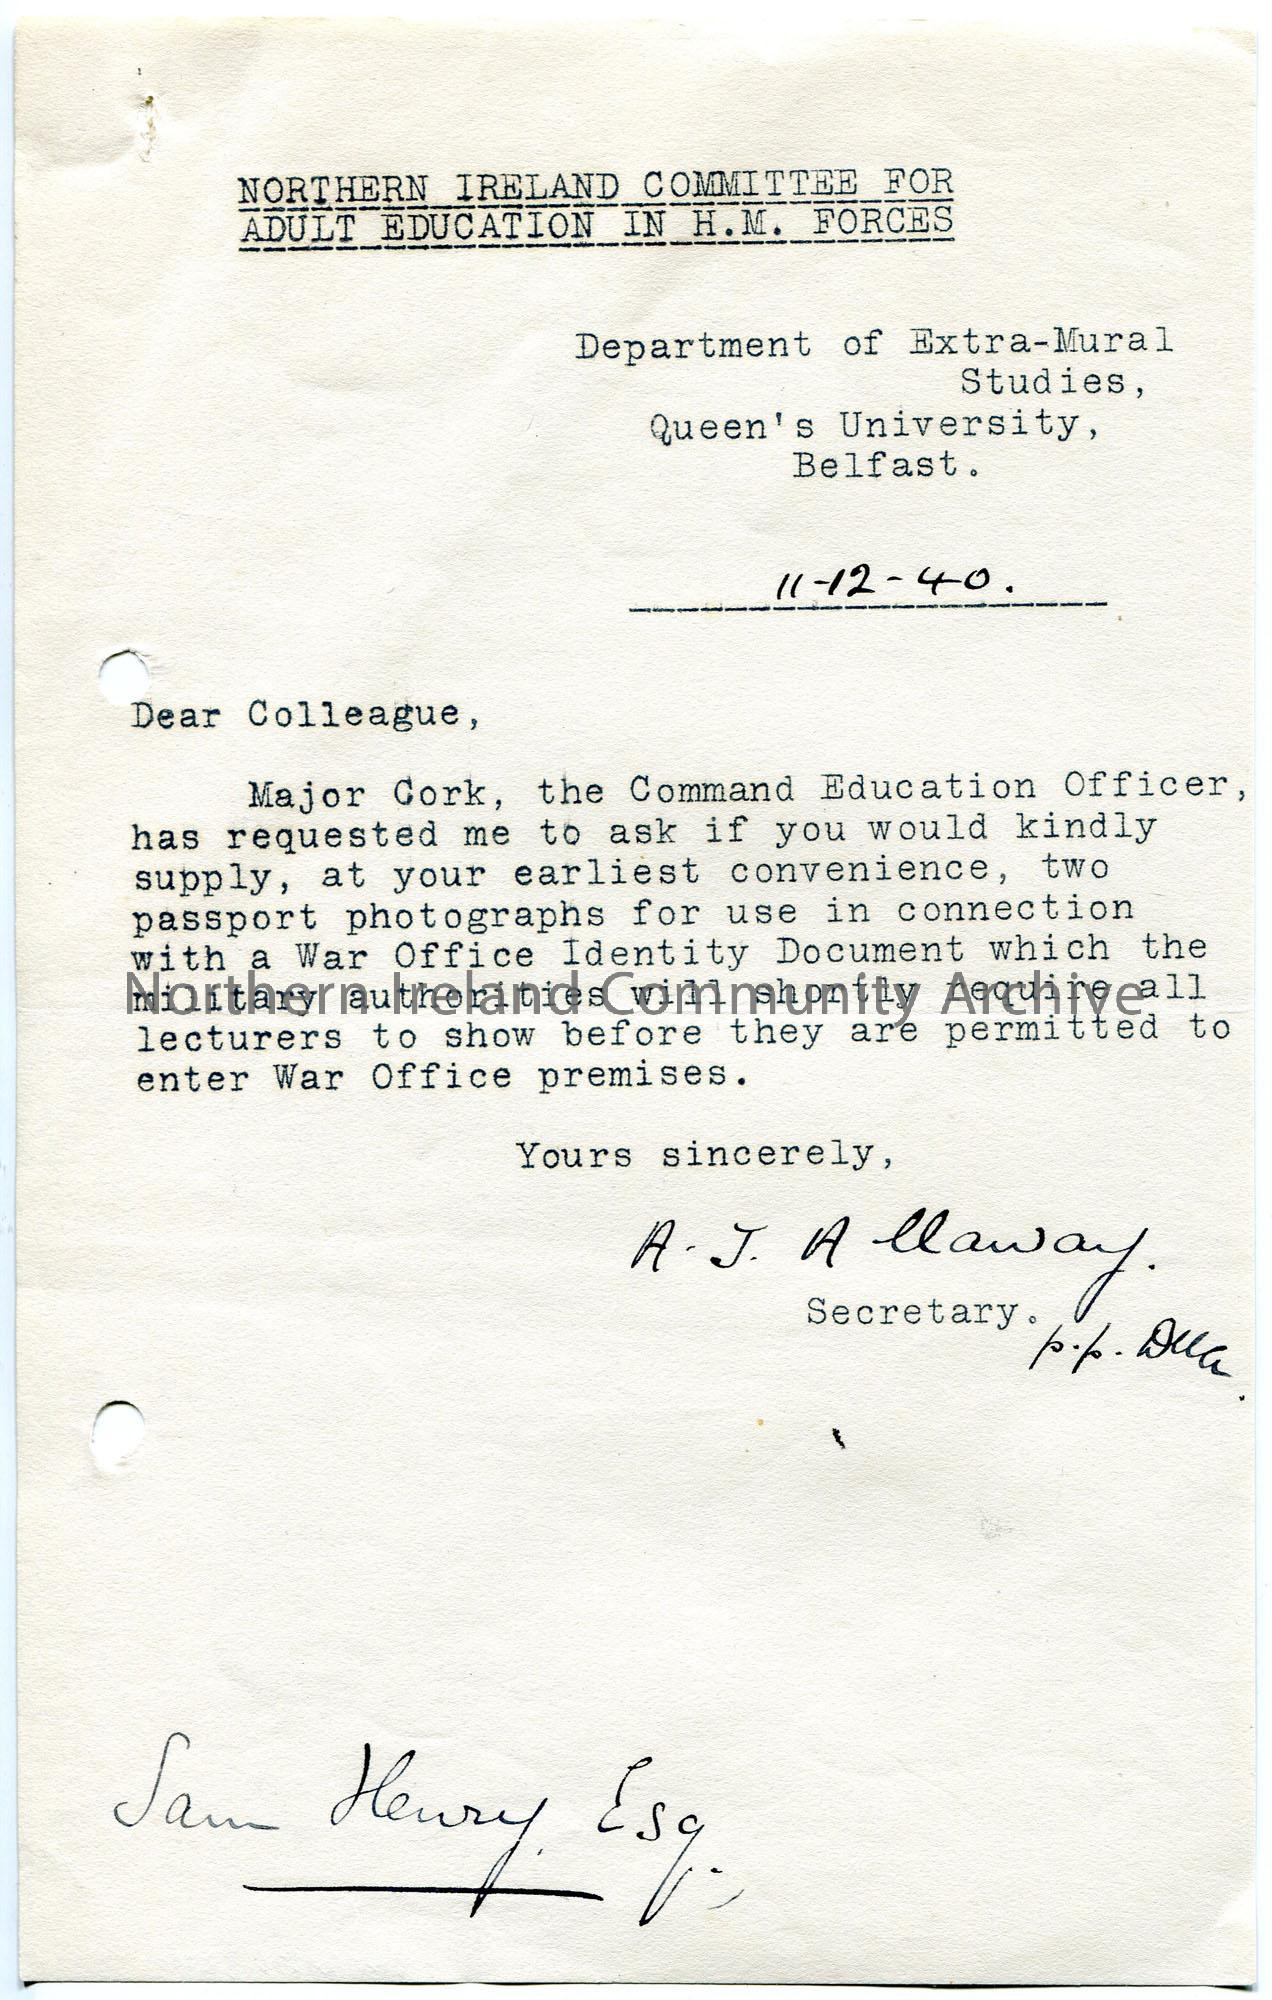 NORTHERN IRELAND COMMITTEE FOR
ADULT EDUCATION IN H.M. FORCES
Department of Extra-Mural
Studies,
Queen's University,
Belfast.
11-12-40.
Dear Colleague,
Major Cork, the Command Education Officer,
has requested me to ask if you would kindly
supply, at your earliest convenience, two
passport photographs for use in connection
with a War Office Identity Document which the
military authorities will shortly require all
Northern Ireland Community Archive
lecturers to show before they are permitted to
enter War Office premises.
Yours sincerely,
A. J. Allaway.
Secretary.
p.p.
Sam Henry, Esq.,